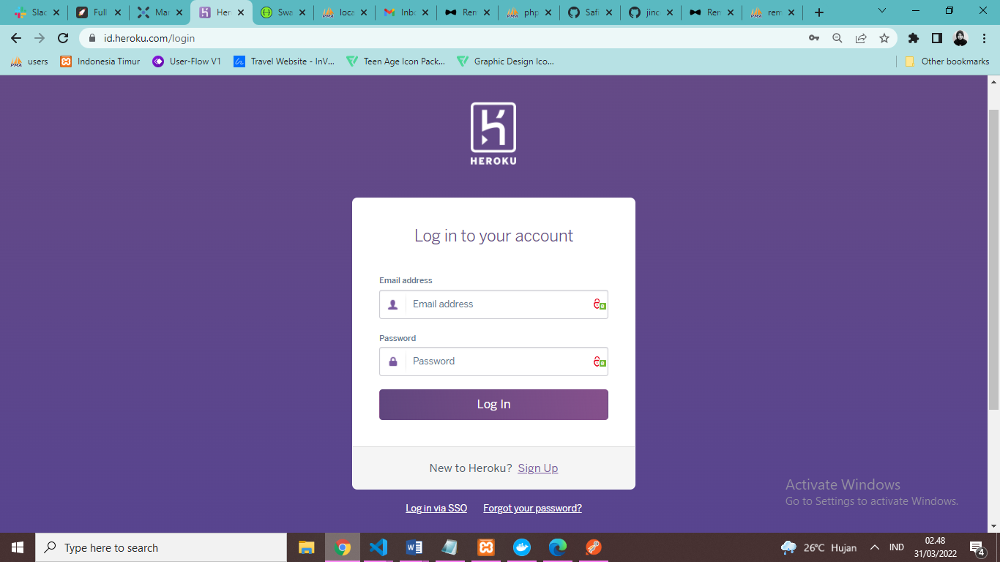 Slac
Full
Mar
Her
Swa
loca
Inbo
Rem
php
Safi
jinc
Ren
rem
id.heroku.com/login
users
Indonesia Timur
User-Flow V1
Travel Website - InV...
Teen Age Icon Pack...
Graphic Design Ico...
Other bookmarks
HEROKU
Log in to your account
Email address
Email address
Password
Password
Log In
New to Heroku? Sign Up
Log in via SSO
Forgot your password?
Activate Windows
Go to Settings to activate Windows.
Type here to search
26°C Hujan
IND
02.48
31/03/2022
4